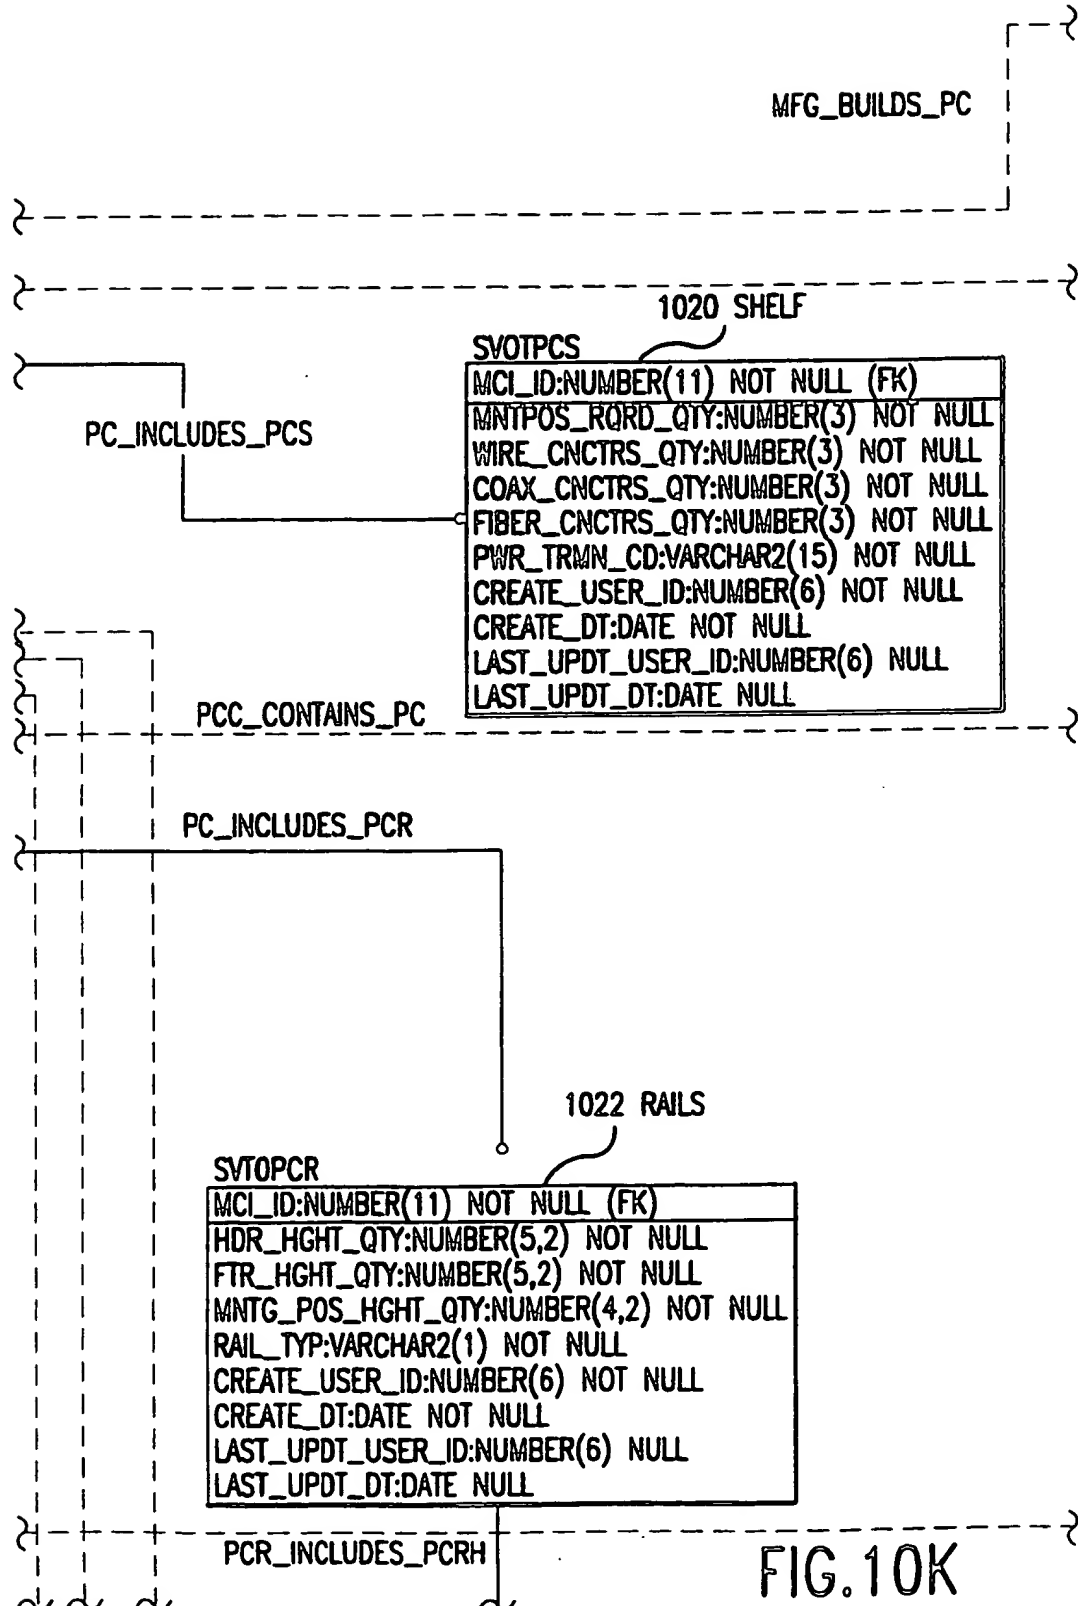 MFG_BUILDS_PC
1020 SHELF
SVOTPCS
MCI_ID:NUMBER(11) NOT NULL (FK)
MNTPOS_RQRD_QTY:NUMBER(3) NOT NULL
WIRE_CNCTRS_QTY:NUMBER(3) NOT NULL
COAX_CNCTRS_QTY:NUMBER(3) NOT NULL
FIBER_CNCTRS_QTY:NUMBER(3) NOT NULL
PWR_TRMN_CD:VARCHAR2(15) NOT NULL
CREATE_USER_ID:NUMBER(6) NOT NULL
CREATE_DT:DATE NOT NULL
LAST_UPDT_USER_ID:NUMBER(6) NULL
LAST_UPDT_DT:DATE NULL
PC_INCLUDES_PCS
PCC_CONTAINS_PC
PC_INCLUDES_PCR
1022 RAILS
SVTOPCR
MCI_ID:NUMBER(11) NOT NULL (FK)
HDR_HGHT_QTY:NUMBER(5,2) NOT NULL
FTR_HGHT_QTY:NUMBER(5,2) NOT NULL
MNTG_POS_HGHT_QTY:NUMBER(4,2) NOT NULL
RAIL_TYP:VARCHAR2(1) NOT NULL
CREATE_USER_ID:NUMBER(6) NOT NULL
CREATE_DT:DATE NOT NULL
LAST_UPDT_USER_ID:NUMBER(6) NULL
LAST_UPDT_DT:DATE NULL
PCR_INCLUDES_PCRH
FIG.10K